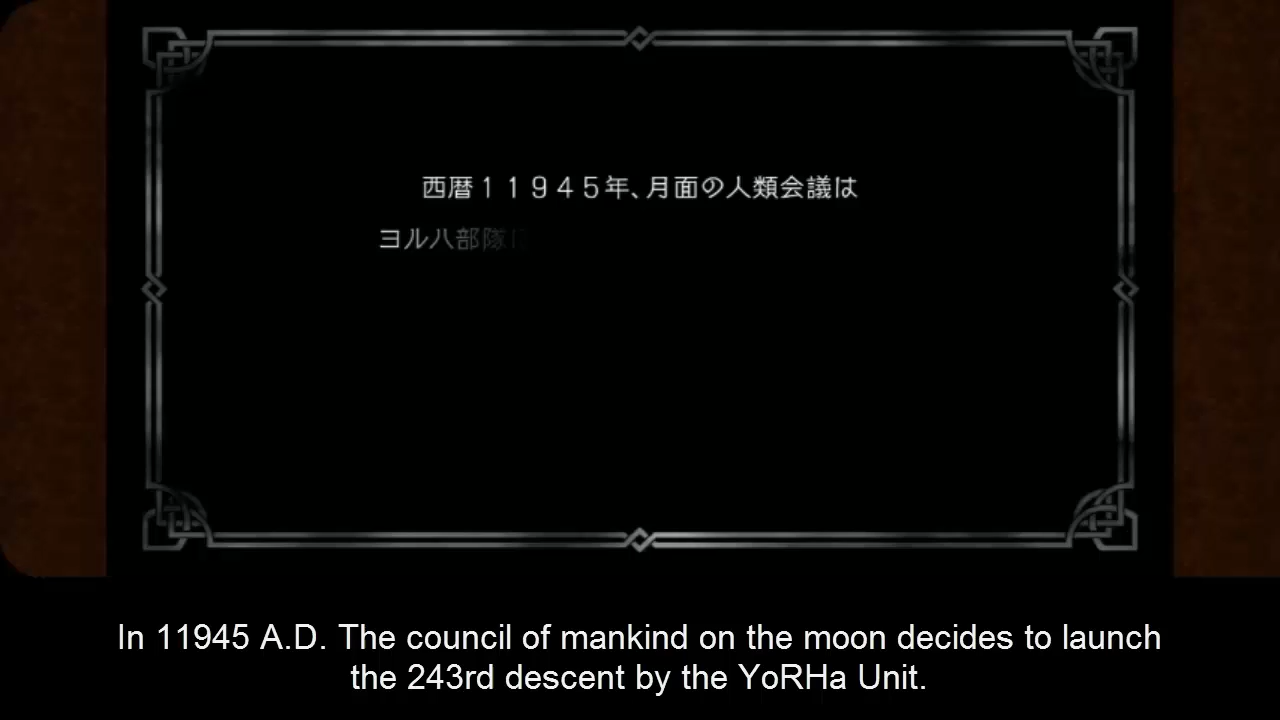 西暦１１９４５年、月面の人類会議は
ヨルハ部隊に
In 11945 A.D. The council of mankind on the moon decides to launch
the 243rd descent by the YoRHa Unit.